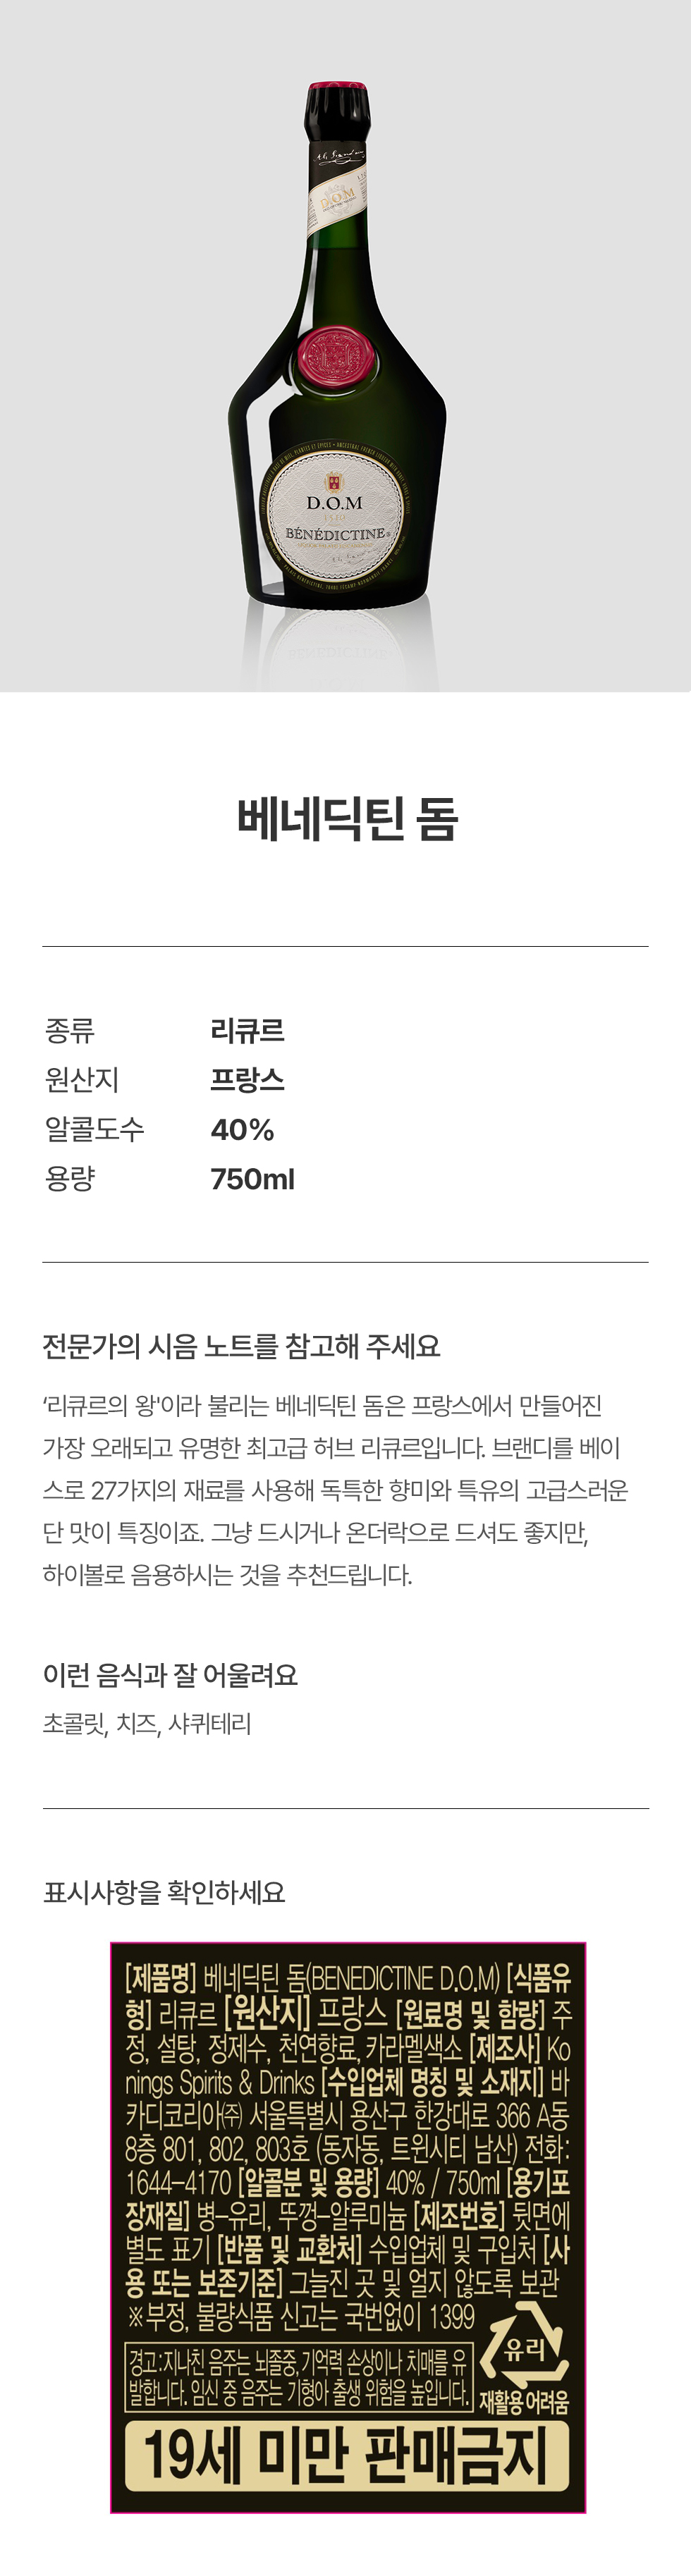 D.O.M
D.O.M
BÉNÉDICTINE
베네딕틴 돔
종류 리큐르
원산지 프랑스
알콜도수 40%
용량 750ml
전문가의 시음 노트를 참고해 주세요
‘리큐르의 왕'이라 불리는 베네딕틴 돔은 프랑스에서 만들어진
가장 오래되고 유명한 최고급 허브 리큐르입니다. 브랜디를 베이
스로 27가지의 재료를 사용해 독특한 향미와 특유의 고급스러운
단 맛이 특징이죠. 그냥 드시거나 온더락으로 드셔도 좋지만,
하이볼로 음용하시는 것을 추천드립니다.
이런 음식과 잘 어울려요
초콜릿, 치즈, 샤퀴테리
표시사항을 확인하세요
[제품명] 베네딕틴 돔(BENEDICTINE D.O.M) [식품유
형] 리큐르 [원산지] 프랑스 [원료명 및 함량] 주
정, 설탕, 정제수, 천연향료, 카라멜색소 [제조사] Ko
nings Spirits & Drinks [수입업체 명칭 및 소재지] 바
카디코리아㈜ 서울특별시 용산구 한강대로 366 A동
8층 801, 802, 803호 (동자동, 트윈시티 남산) 전화:
1644-4170 [알콜분 및 용량] 40% / 750ml [용기포
장재질] 병-유리, 뚜껑-알루미늄 [제조번호] 뒷면에
별도 표기 [반품 및 교환처] 수입업체 및 구입처 [사
용 또는 보존기준] 그늘진 곳 및 얼지 않도록 보관
※부정, 불량식품 신고는 국번없이 1399
유리
재활용 어려움
경고:지나친 음주는 뇌졸중, 기억력 손상이나 치매를 유
발합니다. 임신 중 음주는 기형아 출생 위험을 높입니다.
19세 미만 판매금지